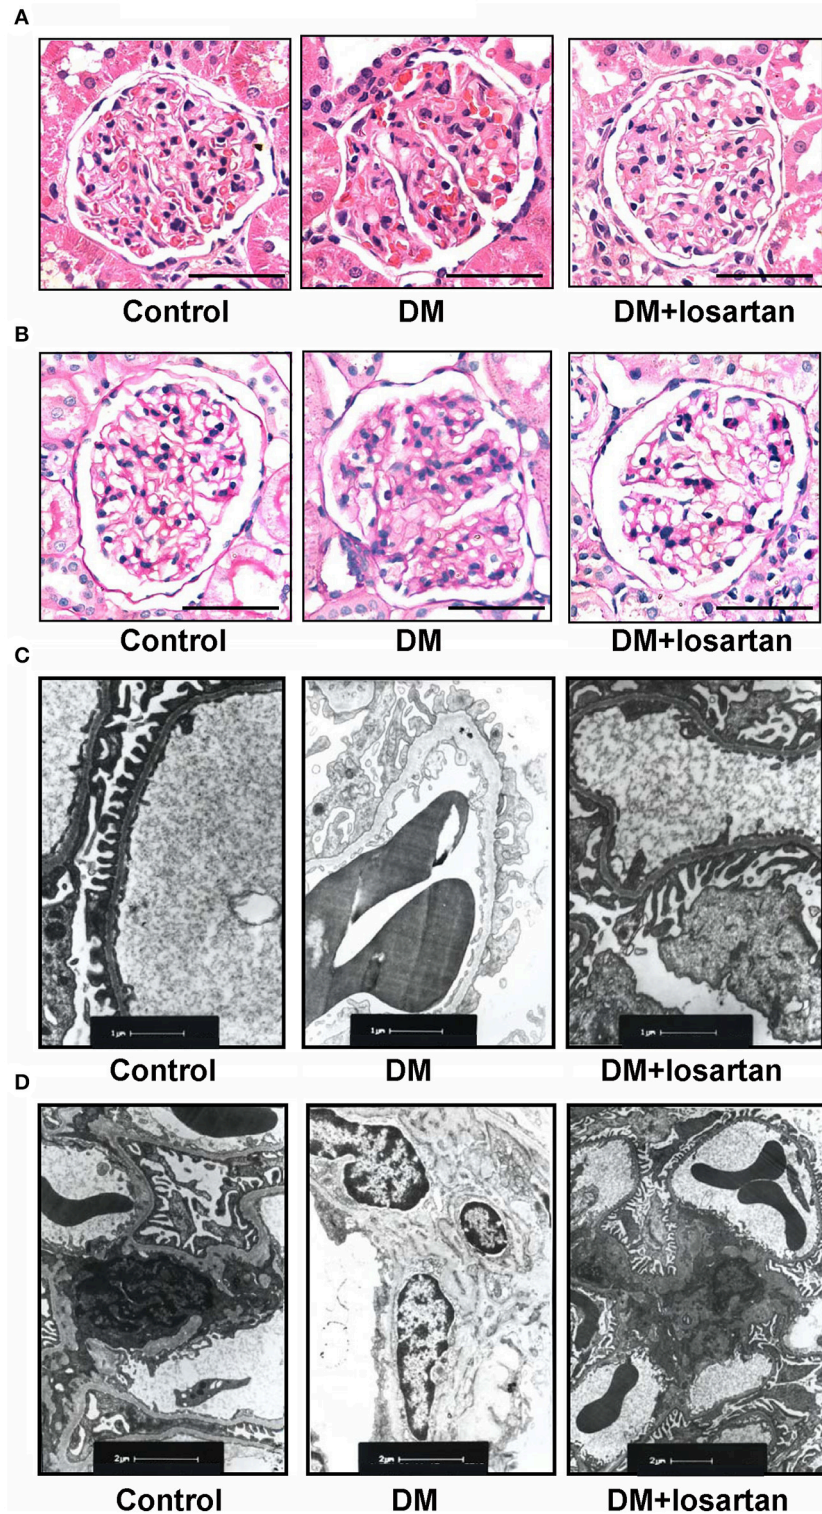 A
Control DM DM+losartan
B
Control DM DM+losartan
C
1μm 1μm 1μm
Control DM DM+losartan
D
2μm 2μm 2μm
Control DM DM+losartan